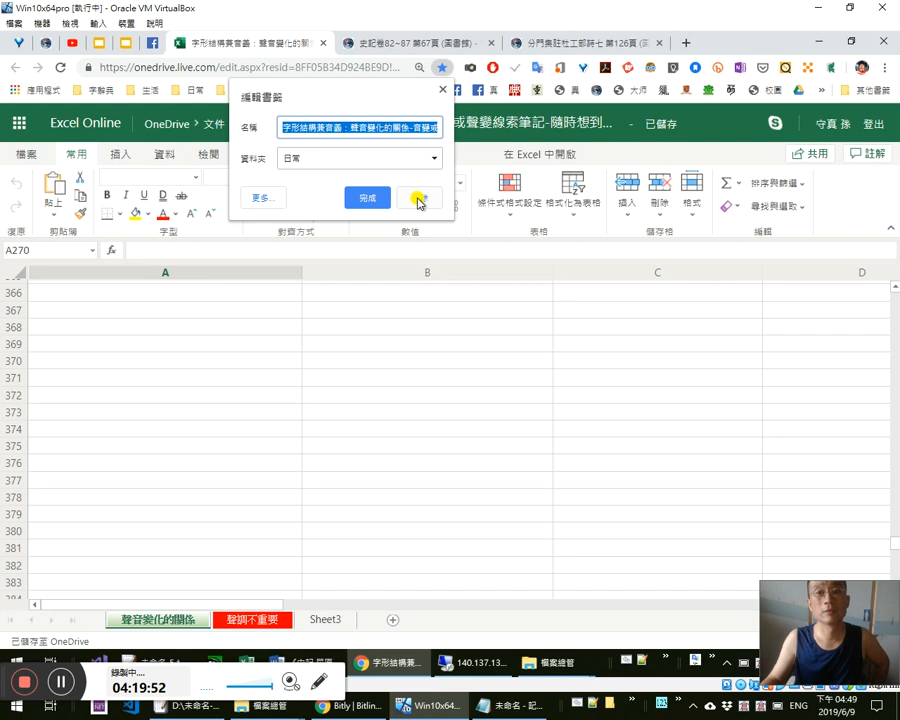 Win10x64pro [執行中] - Oracle VM VirtualBox
檔案 機器 檢視 輸入 裝置 說明
字形結構兼音義：聲音變化的關
史記卷82~87 第67頁 (圖書館) -
分門集註杜工部詩七 第126頁 (圖
https://onedrive.live.com/edit.aspx?resid=8FF05B34D924BE9D!...
應用程式 字辭典 生活 日常
真 大师 校園 其他書籤
編輯書籤
名稱 字形結構兼音義：聲音變化的關係-音變或
資料夾 日常
更多... 完成
Excel Online OneDrive > 文件
或聲變線索筆記-隨時想到... - 已儲存
守真 孫 登出
檔案 常用 插入 資料 檢閱 在 Excel 中開啟 共用 註解
貼上
B I U D ab
條件式格式設定 格式化為表格 插入 刪除 格式
排序與篩選
尋找與選取
復原 剪貼簿 字型 對齊方式 數值 表格 儲存格 編輯
A270 fx
A B C D
366
367
368
369
370
371
372
373
374
375
376
377
378
379
380
381
382
383
384
聲音變化的關係 聲調不重要 Sheet3
已儲存至 OneDrive
字形結構兼... 140.137.13... 檔案總管
錄製中....
04:19:52
D:\未命名-... 檔案總管 Bitly | Bitlin... Win10x64... 未命名 - 記...
ENG
下午 04:49
2019/6/9